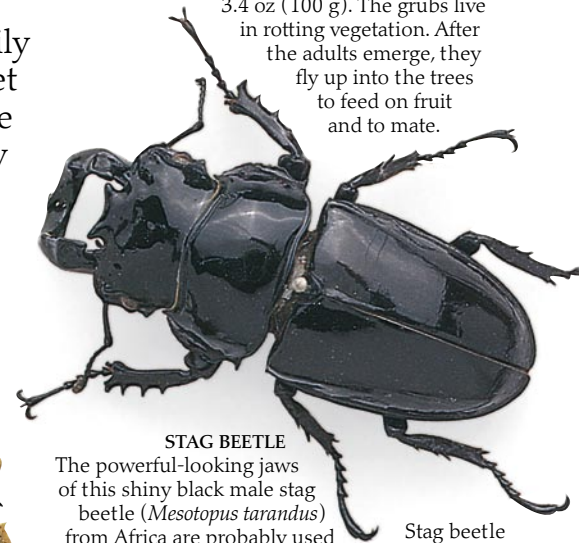 3.4 oz (100 g). The grubs live
in rotting vegetation. After
the adults emerge, they
fly up into the trees
to feed on fruit
and to mate.
STAG BEETLE
The powerful-looking jaws
of this shiny black male stag
beetle (Mesotopus tarandus)
from Africa are probably used
Stag beetle